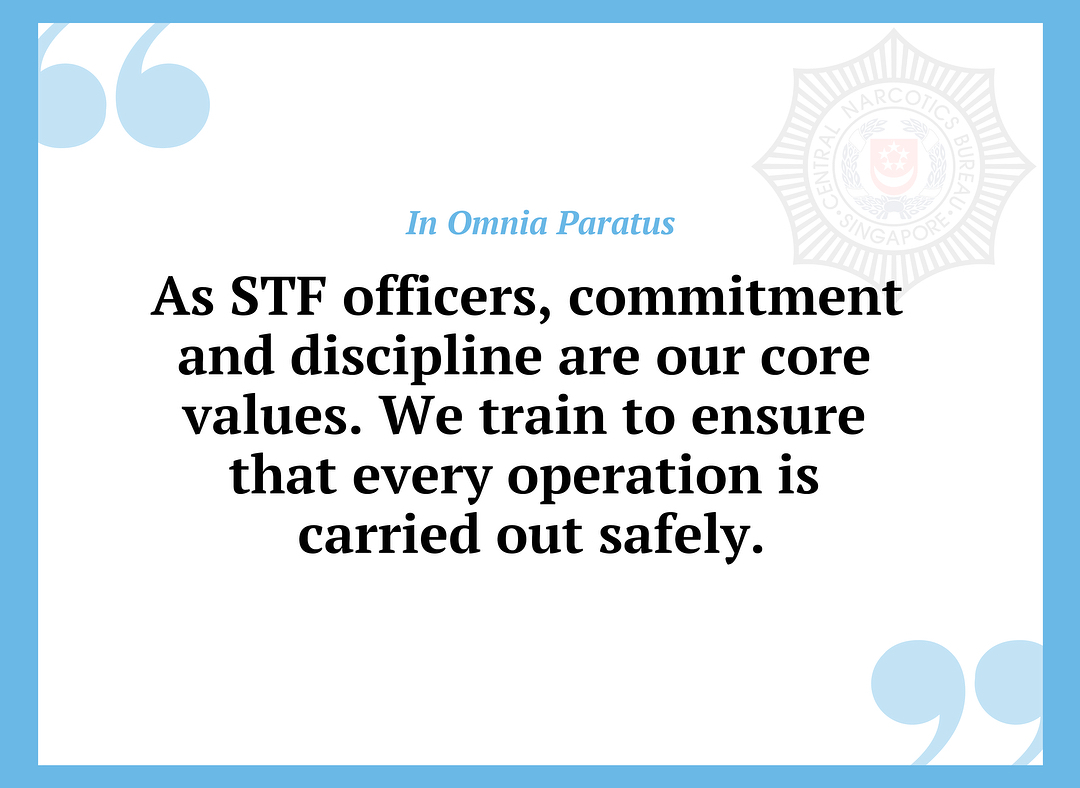 CENTRAL NARCOTICS BUREAU
SINGAPORE
In Omnia Paratus
As STF officers, commitment
and discipline are our core
values. We train to ensure
that every operation is
carried out safely.